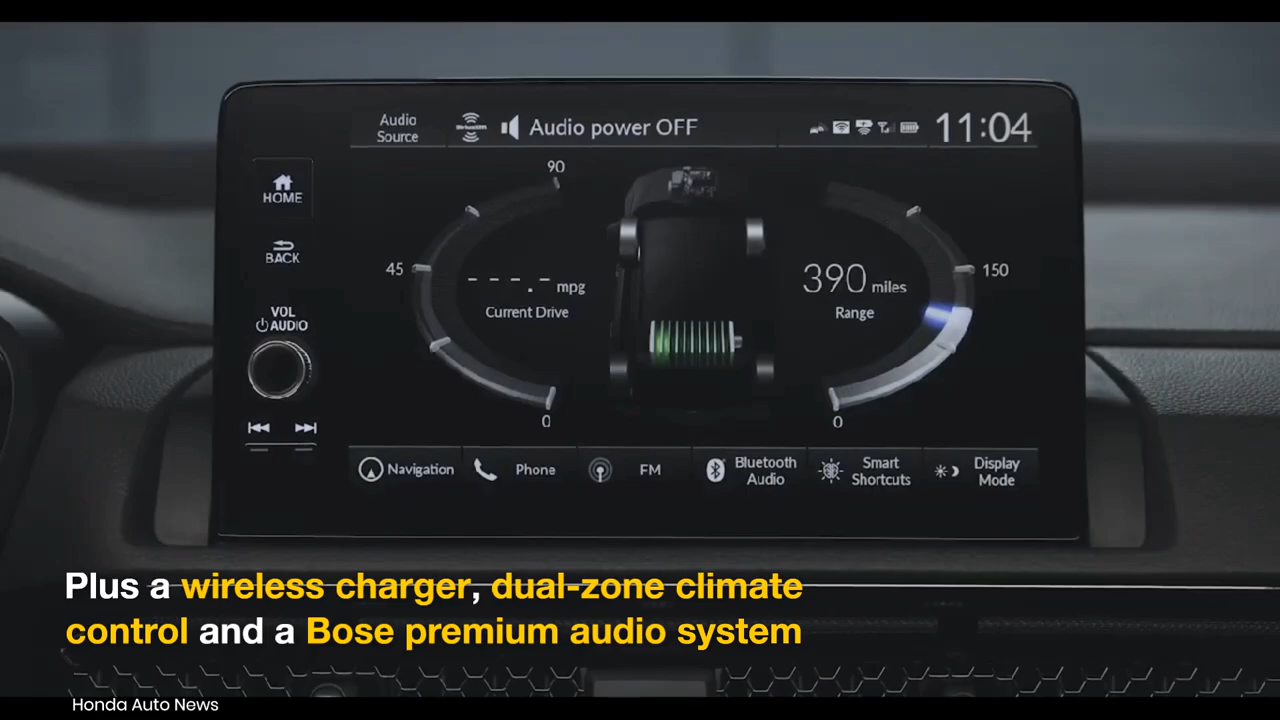 Audio
Source
SiriusXM
Audio power OFF
11:04
HOME
BACK
VOL
AUDIO
90
45
0
- - - . - mpg
Current Drive
390 miles
Range
150
0
Navigation
Phone
FM
Bluetooth
Audio
Smart
Shortcuts
Display
Mode
Plus a wireless charger, dual-zone climate
control and a Bose premium audio system
Honda Auto News